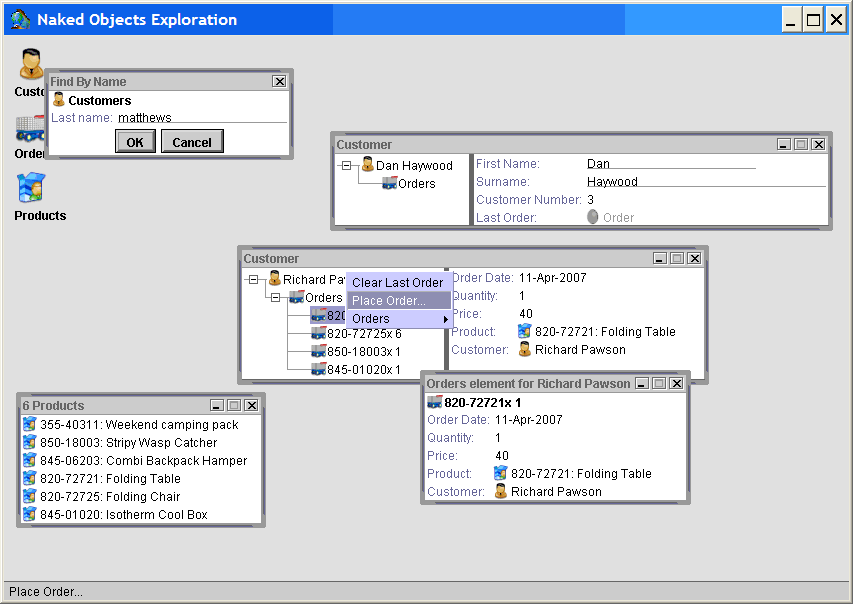 Naked Objects Exploration
Custo
Orders
Products
Find By Name
Customers
Last name: matthews
OK Cancel
Customer
Dan Haywood
Orders
First Name: Dan
Surname: Haywood
Customer Number: 3
Last Order: Order
Customer
Richard Pa
Orders
820
820-72725x 6
850-18003x 1
845-01020x 1
Clear Last Order
Place Order...
Orders
Order Date: 11-Apr-2007
Quantity: 1
Price: 40
Product: 820-72721: Folding Table
Customer: Richard Pawson
Orders element for Richard Pawson
820-72721x 1
Order Date: 11-Apr-2007
Quantity: 1
Price: 40
Product: 820-72721: Folding Table
Customer: Richard Pawson
6 Products
355-40311: Weekend camping pack
850-18003: Stripy Wasp Catcher
845-06203: Combi Backpack Hamper
820-72721: Folding Table
820-72725: Folding Chair
845-01020: Isotherm Cool Box
Place Order...